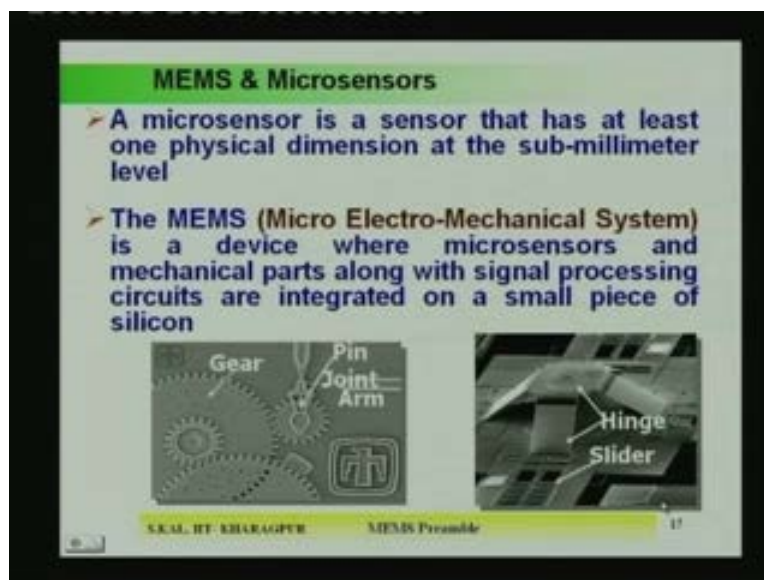 MEMS & Microsensors
A microsensor is a sensor that has at least
one physical dimension at the sub-millimeter
level
The MEMS (Micro Electro-Mechanical System)
is a device where microsensors and
mechanical parts along with signal processing
circuits are integrated on a small piece of
silicon
Gear
Pin
Joint
Arm
Hinge
Slider
S.KAL, IIT- KHARAGPUR MEMS Preamble 17